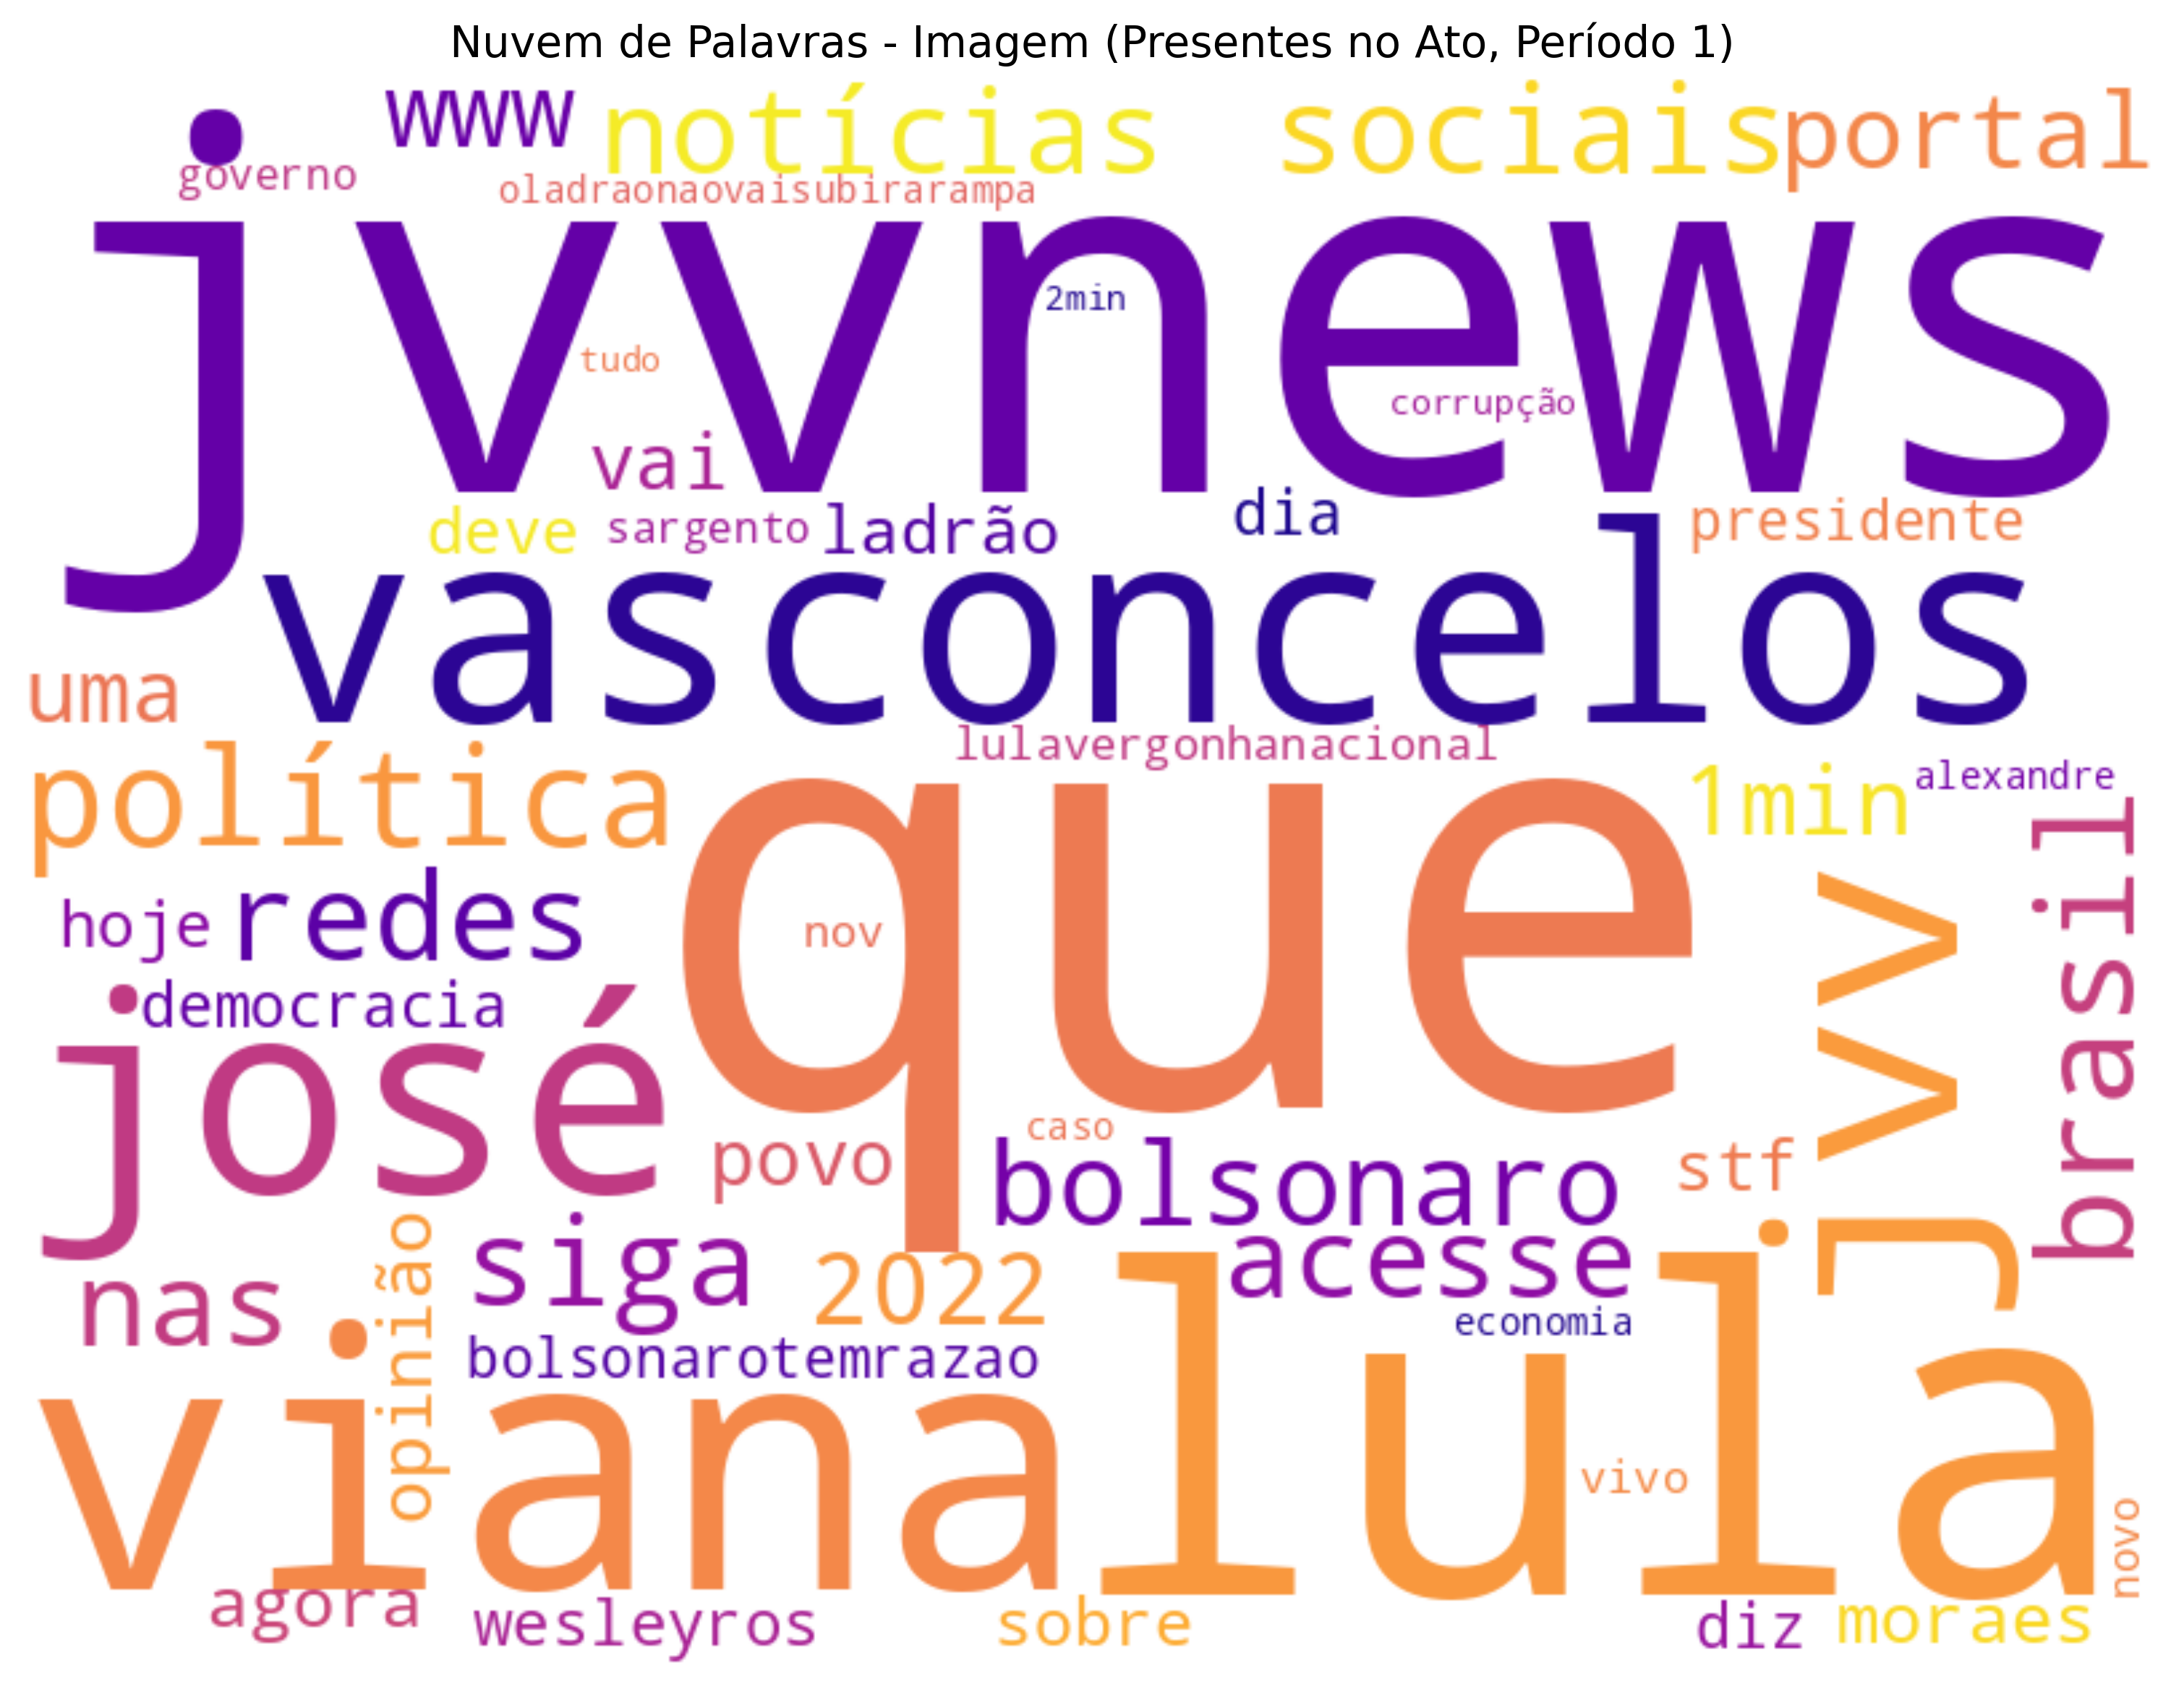 Nuvem de Palavras - Imagem (Presentes no Ato, Período 1)
www notícias sociais portal
governo oladraonaovaisubirarampa
jvvnews
2min
tudo
corrupção
vai
deve sargento ladrão dia presidente
vasconcelos
uma
lulavergonhanacional
política
1min alexandre
que
brasil
jvv
hoje redes
nov
democracia
josé
caso
povo bolsonaro stf
siga acesse
nas 2022
opinião
economia
bolsonarotemrazao
viana lula
vivo
novo
agora wesleyros sobre diz moraes